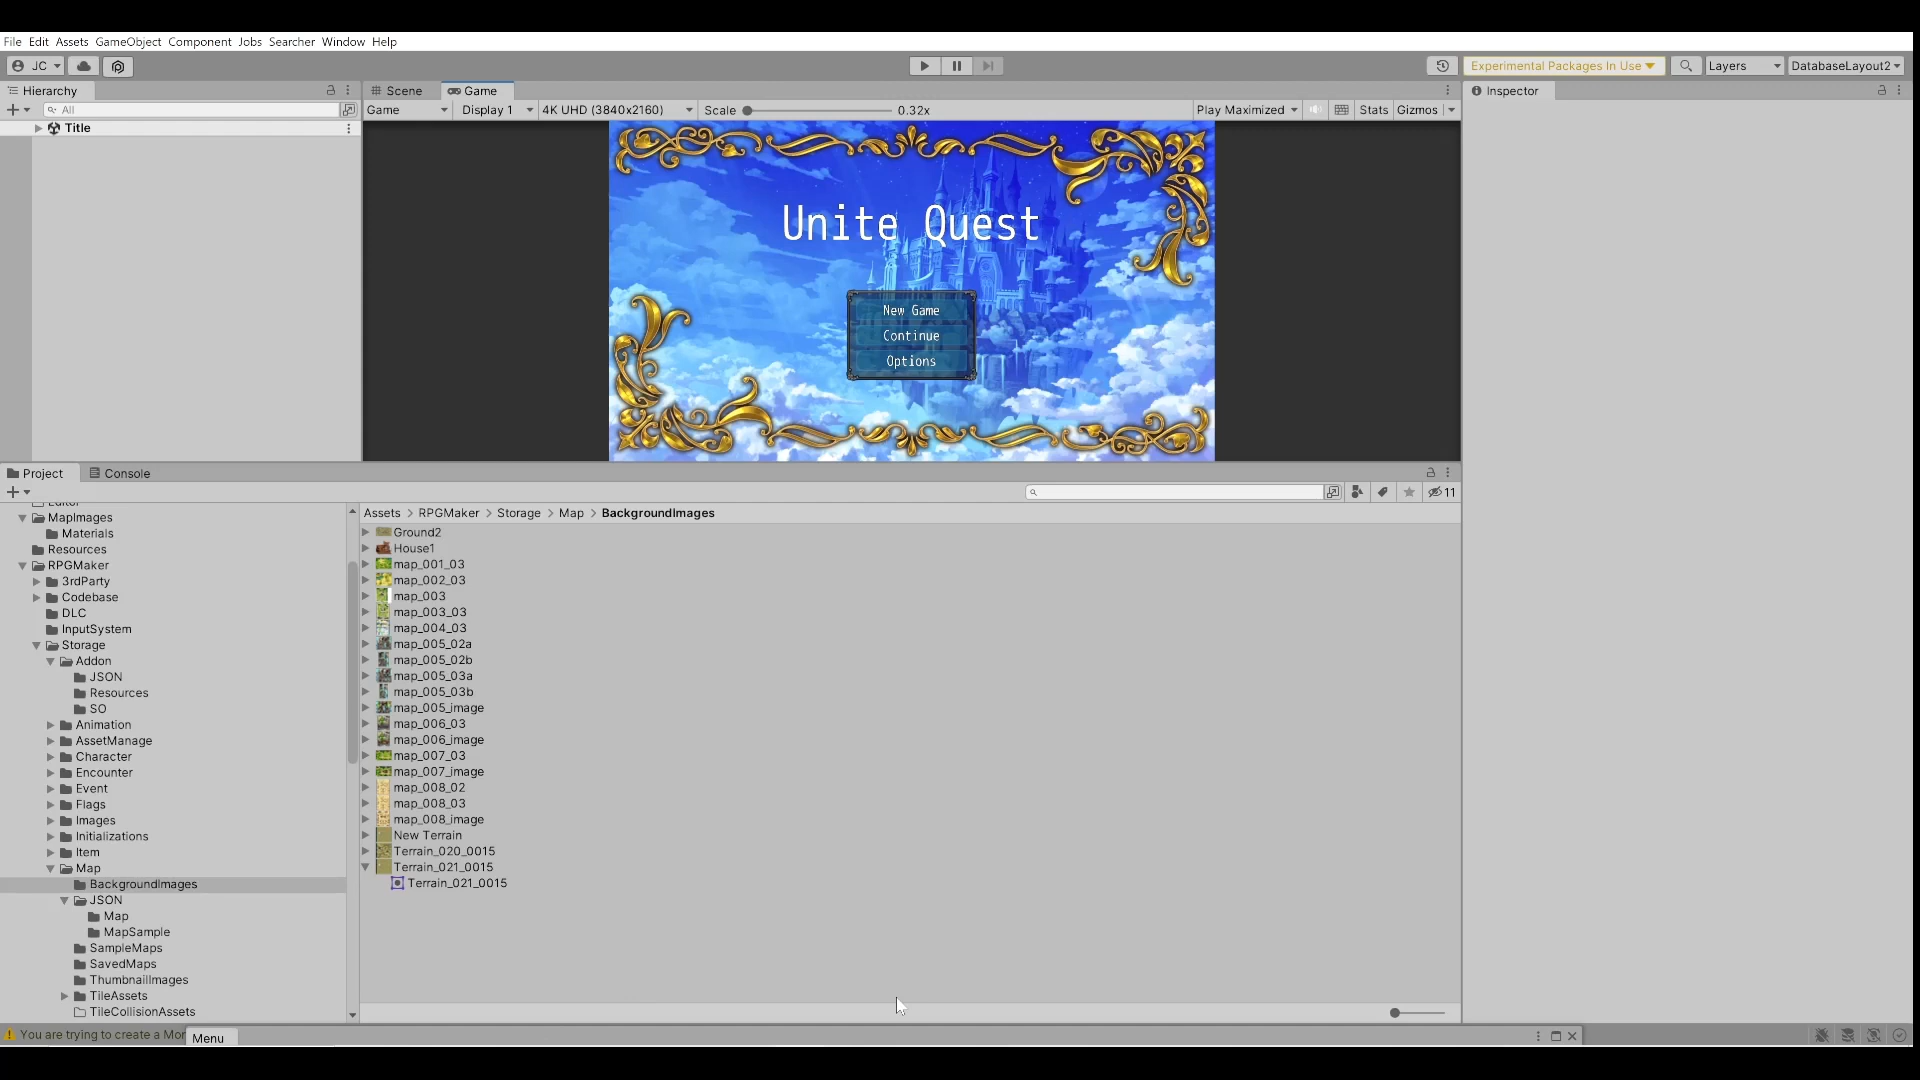 File Edit Assets GameObject Component Jobs Searcher Window Help
JC Experimental Packages In Use Layers DatabaseLayout2
Hierarchy Scene Game Inspector
All Game Display 1 4K UHD (3840x2160) Scale 0.32x Play Maximized Stats Gizmos
Title
Unite Quest
New Game
Continue
Options
Project Console
11
Assets > RPGMaker > Storage > Map > BackgroundImages
Editor
MapImages
Materials
Resources
RPGMaker
3rdParty
Codebase
DLC
InputSystem
Storage
Addon
JSON
Resources
SO
Animation
AssetManage
Character
Encounter
Event
Flags
Images
Initializations
Item
Map
BackgroundImages
JSON
Map
MapSample
SampleMaps
SavedMaps
ThumbnailImages
TileAssets
TileCollisionAssets
Ground2
House1
map_001_03
map_002_03
map_003
map_003_03
map_004_03
map_005_02a
map_005_02b
map_005_03a
map_005_03b
map_005_image
map_006_03
map_006_image
map_007_03
map_007_image
map_008_02
map_008_03
map_008_image
New Terrain
Terrain_020_0015
Terrain_021_0015
Terrain_021_0015
You are trying to create a Mor
Menu